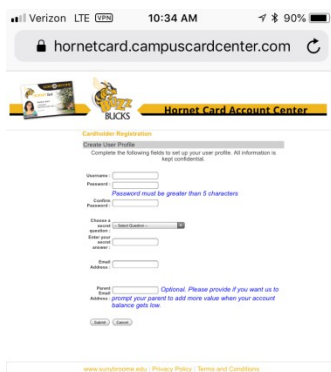 Verizon LTE VPN 10:34 AM 90%
hornetcard.campuscardcenter.com
BUZZ
BUCKS
Hornet Card Account Center
Cardholder Registration
Create User Profile
Complete the following fields to set up your user profile. All information is
kept confidential.
Username :
Password :
Password must be greater than 5 characters
Confirm
Password :
Choose a
secret
question :
-- Select Question --
Enter your
secret
answer :
Email
Address :
Parent
Email
Address :
Optional. Please provide if you want us to
prompt your parent to add more value when your account
balance gets low.
Submit Cancel
www.sunybroome.edu | Privacy Policy | Terms and Conditions